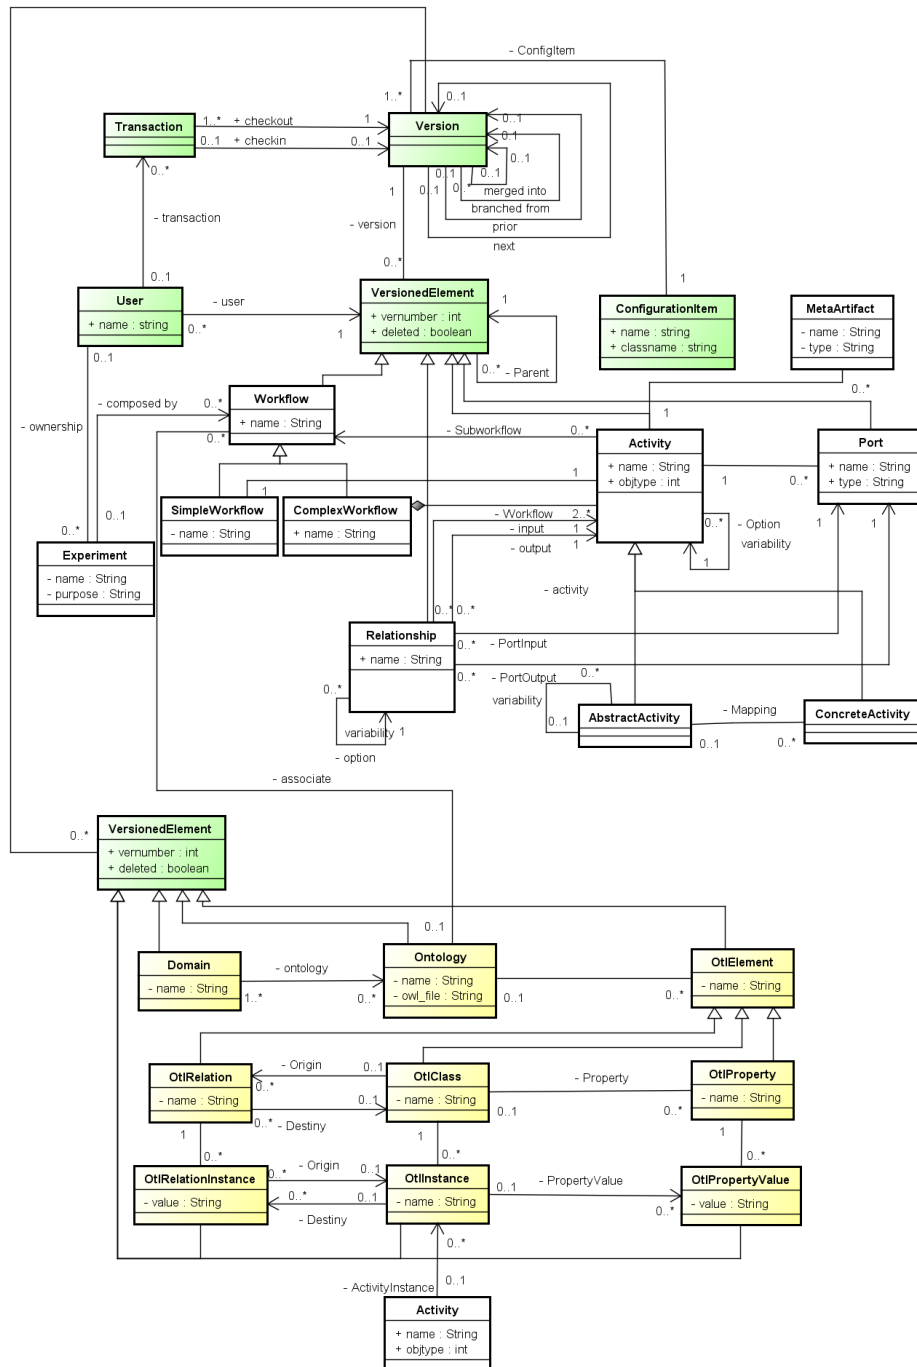 - ConfigItem
1..*
0..1
Transaction
1..*
+ checkout
1
Version
0..1
0..1
+ checkin
0..1
0..1
0..1
0..*
1
0..1
0..1
0..*
0..1
merged into
branched from
prior
next
- transaction
- version
0..1
0..*
1
User
+ name : string
- user
0..*
1
VersionedElement
+ vernumber : int
+ deleted : boolean
1
ConfigurationItem
+ name : string
+ classname : string
MetaArtifact
- name : String
- type : String
0..1
0..*
- Parent
- composed by
0..*
Workflow
+ name : String
0..*
- ownership
0..*
- Subworkflow
0..*
1
Activity
+ name : String
+ objtype : int
Port
+ name : String
+ type : String
1
0..*
1
1
SimpleWorkflow
- name : String
ComplexWorkflow
+ name : String
0..*
0..1
- Workflow
2..*
- input
1
- output
1
0..*
- Option
variability
1
1
1
Experiment
- name : String
- purpose : String
- activity
0..*
0..*
Relationship
+ name : String
0..*
- PortInput
0..*
- PortOutput
0..*
variability
0..*
0..1
AbstractActivity
- Mapping
0..1
0..*
ConcreteActivity
variability
1
- option
- associate
0..*
VersionedElement
+ vernumber : int
+ deleted : boolean
0..1
Domain
- name : String
- ontology
1..*
0..*
Ontology
- name : String
- owl_file : String
0..1
0..*
OtlElement
- name : String
OtlRelation
- name : String
- Origin
0..1
0..*
0..1
0..*
- Destiny
OtlClass
- name : String
- Property
0..1
0..*
OtlProperty
- name : String
1
1
1
0..*
0..*
0..*
OtlRelationInstance
- value : String
0..*
- Origin
0..1
0..*
0..1
- Destiny
OtlInstance
- name : String
0..1
- PropertyValue
0..*
OtlPropertyValue
- value : String
0..*
- ActivityInstance
0..1
Activity
+ name : String
+ objtype : int